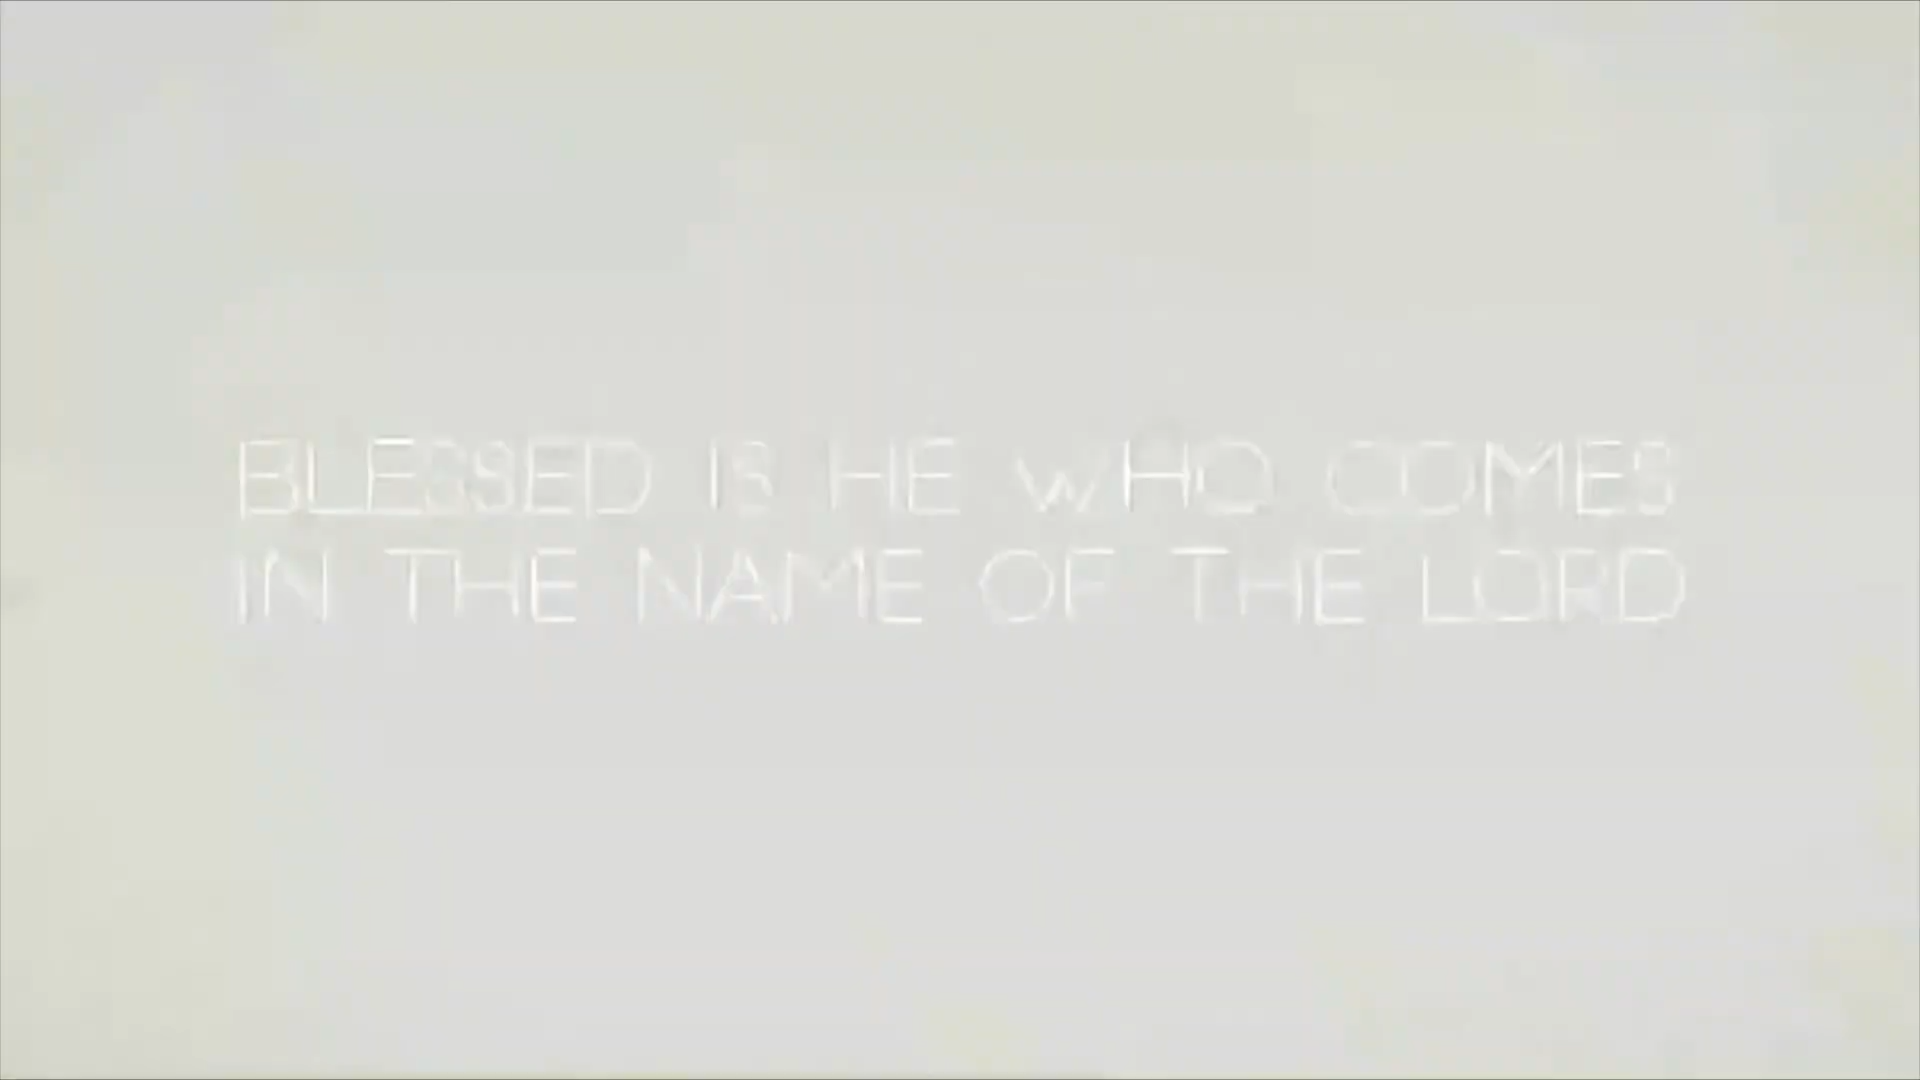 BLESSED IS HE WHO COMES
IN THE NAME OF THE LORD